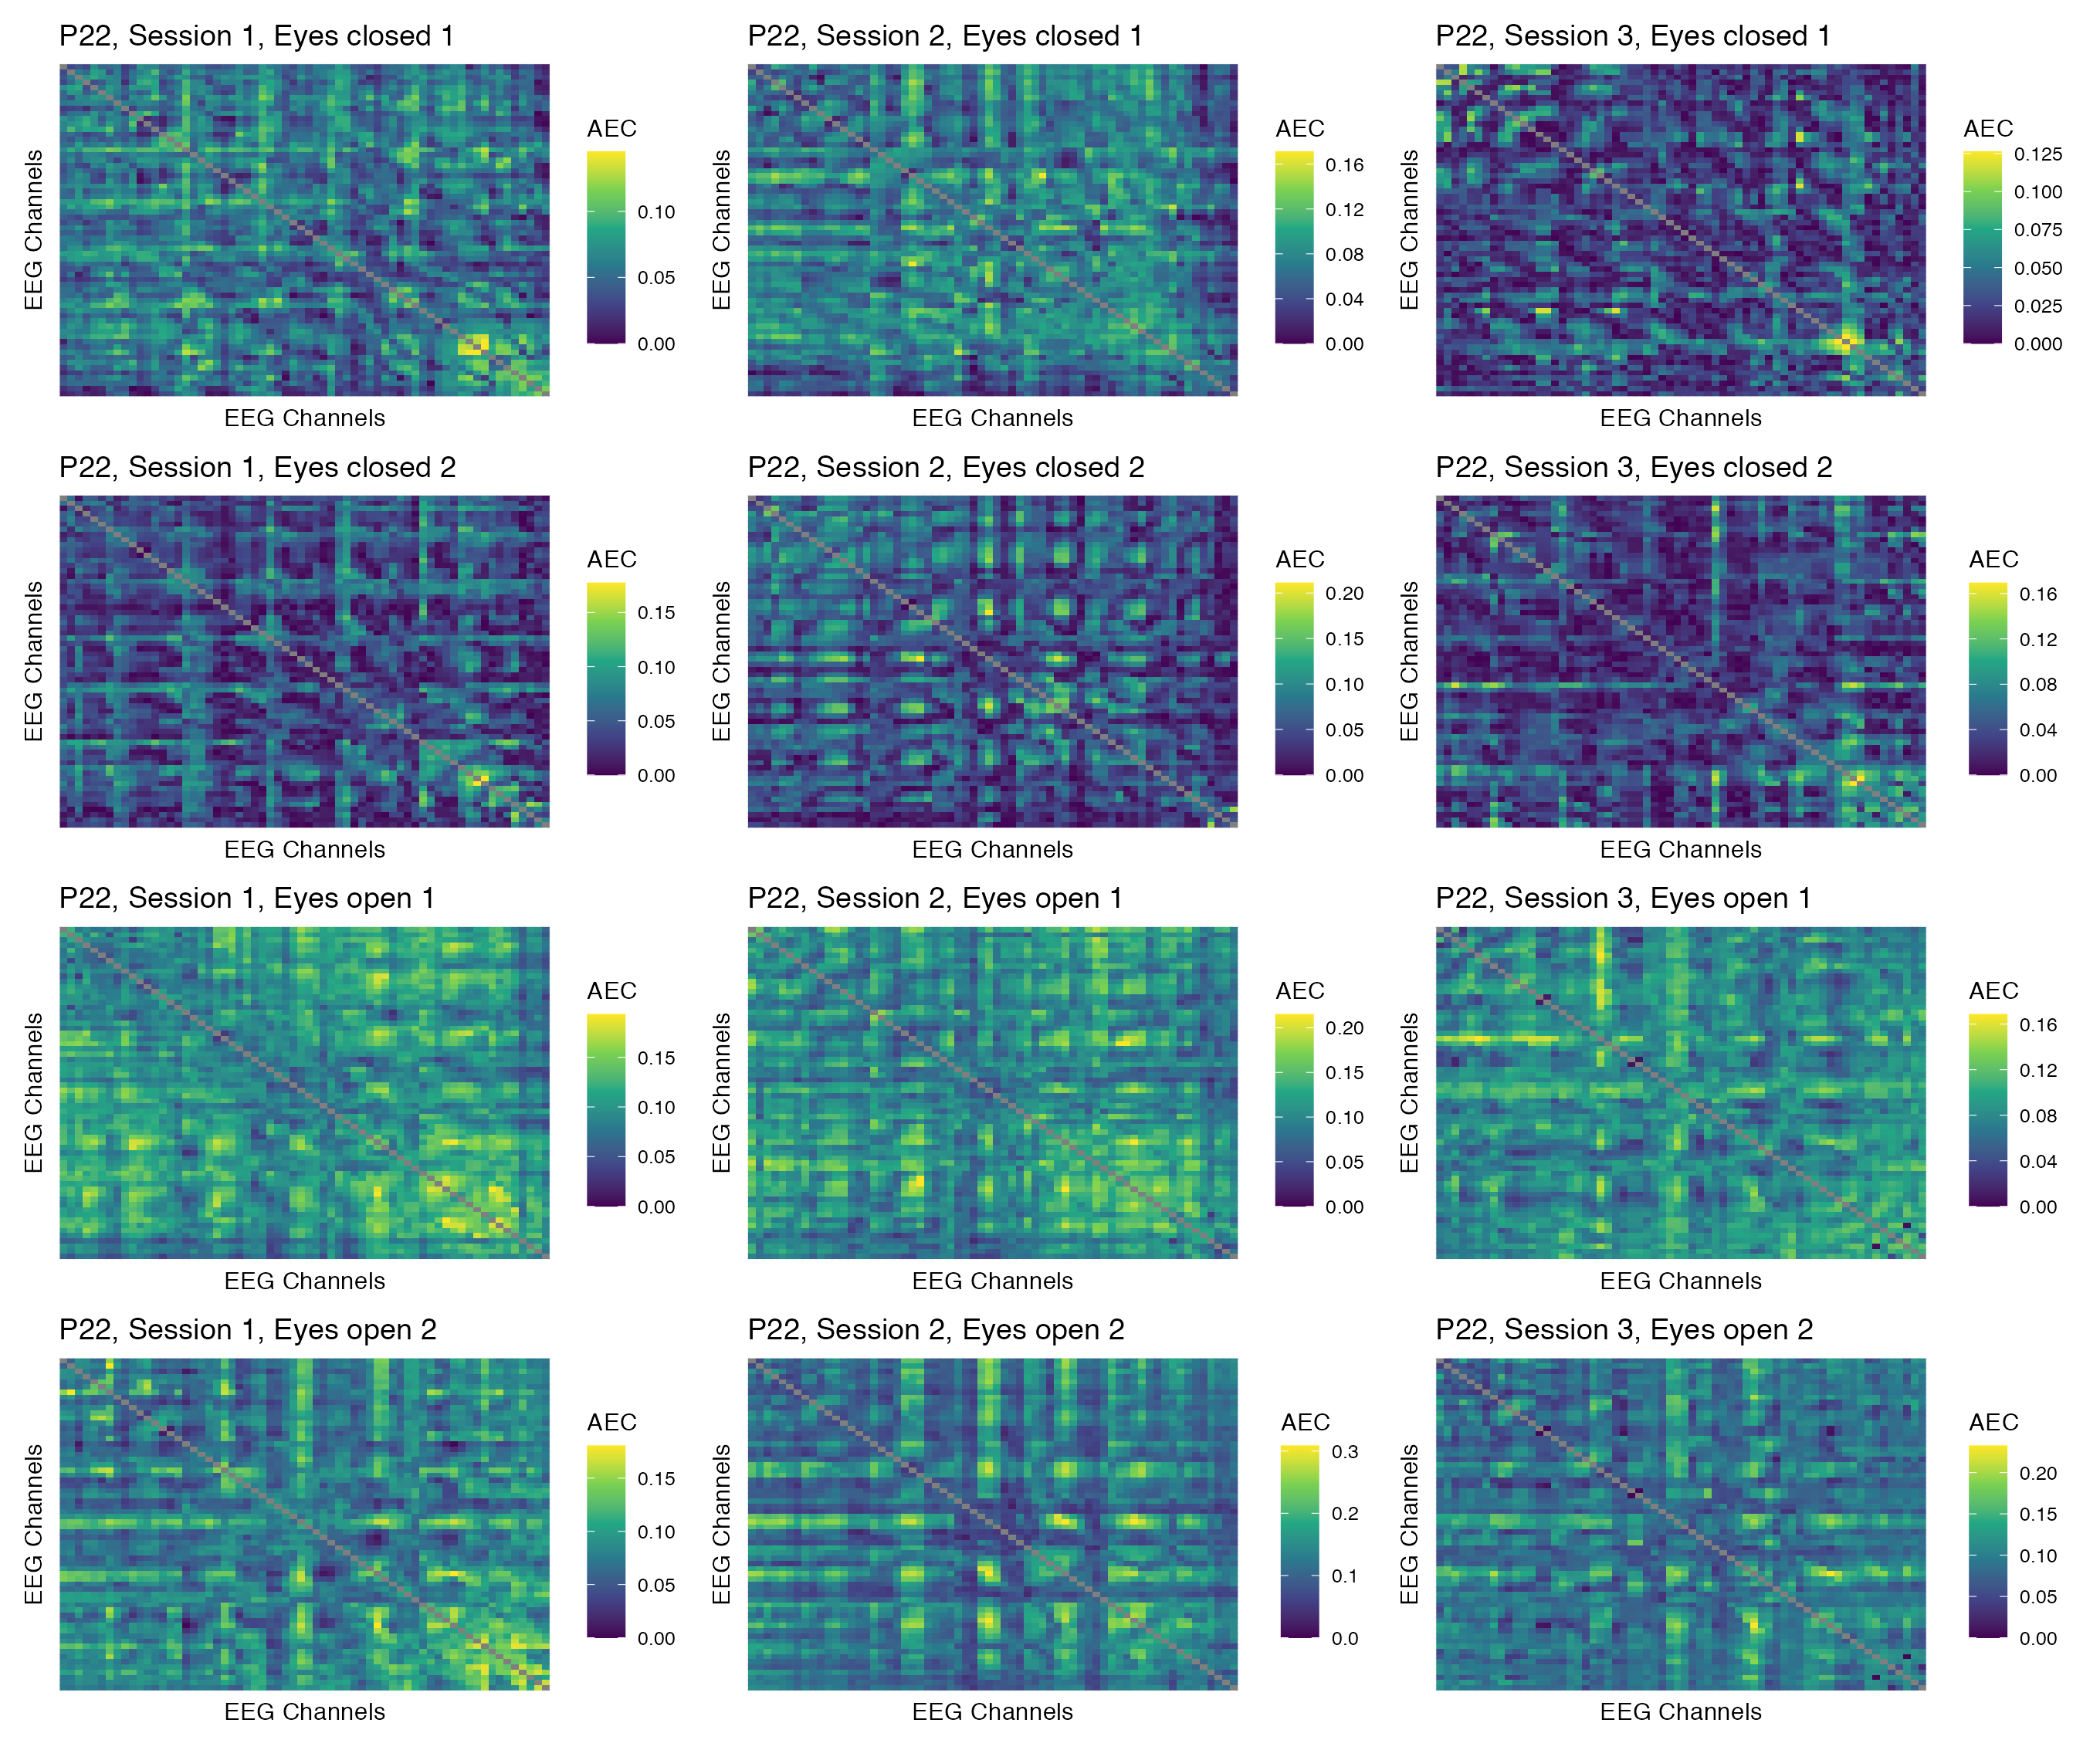 P22, Session 1, Eyes closed 1
P22, Session 2, Eyes closed 1
P22, Session 3, Eyes closed 1
EEG Channels
AEC
0.10
0.05
0.00
EEG Channels
EEG Channels
AEC
0.16
0.12
0.08
0.04
0.00
EEG Channels
EEG Channels
AEC
0.125
0.100
0.075
0.050
0.025
0.000
EEG Channels
P22, Session 1, Eyes closed 2
P22, Session 2, Eyes closed 2
P22, Session 3, Eyes closed 2
EEG Channels
AEC
0.15
0.10
0.05
0.00
EEG Channels
EEG Channels
AEC
0.20
0.15
0.10
0.05
0.00
EEG Channels
EEG Channels
AEC
0.16
0.12
0.08
0.04
0.00
EEG Channels
P22, Session 1, Eyes open 1
P22, Session 2, Eyes open 1
P22, Session 3, Eyes open 1
EEG Channels
AEC
0.15
0.10
0.05
0.00
EEG Channels
EEG Channels
AEC
0.20
0.15
0.10
0.05
0.00
EEG Channels
EEG Channels
AEC
0.16
0.12
0.08
0.04
0.00
EEG Channels
P22, Session 1, Eyes open 2
P22, Session 2, Eyes open 2
P22, Session 3, Eyes open 2
EEG Channels
AEC
0.15
0.10
0.05
0.00
EEG Channels
EEG Channels
AEC
0.3
0.2
0.1
0.0
EEG Channels
EEG Channels
AEC
0.20
0.15
0.10
0.05
0.00
EEG Channels